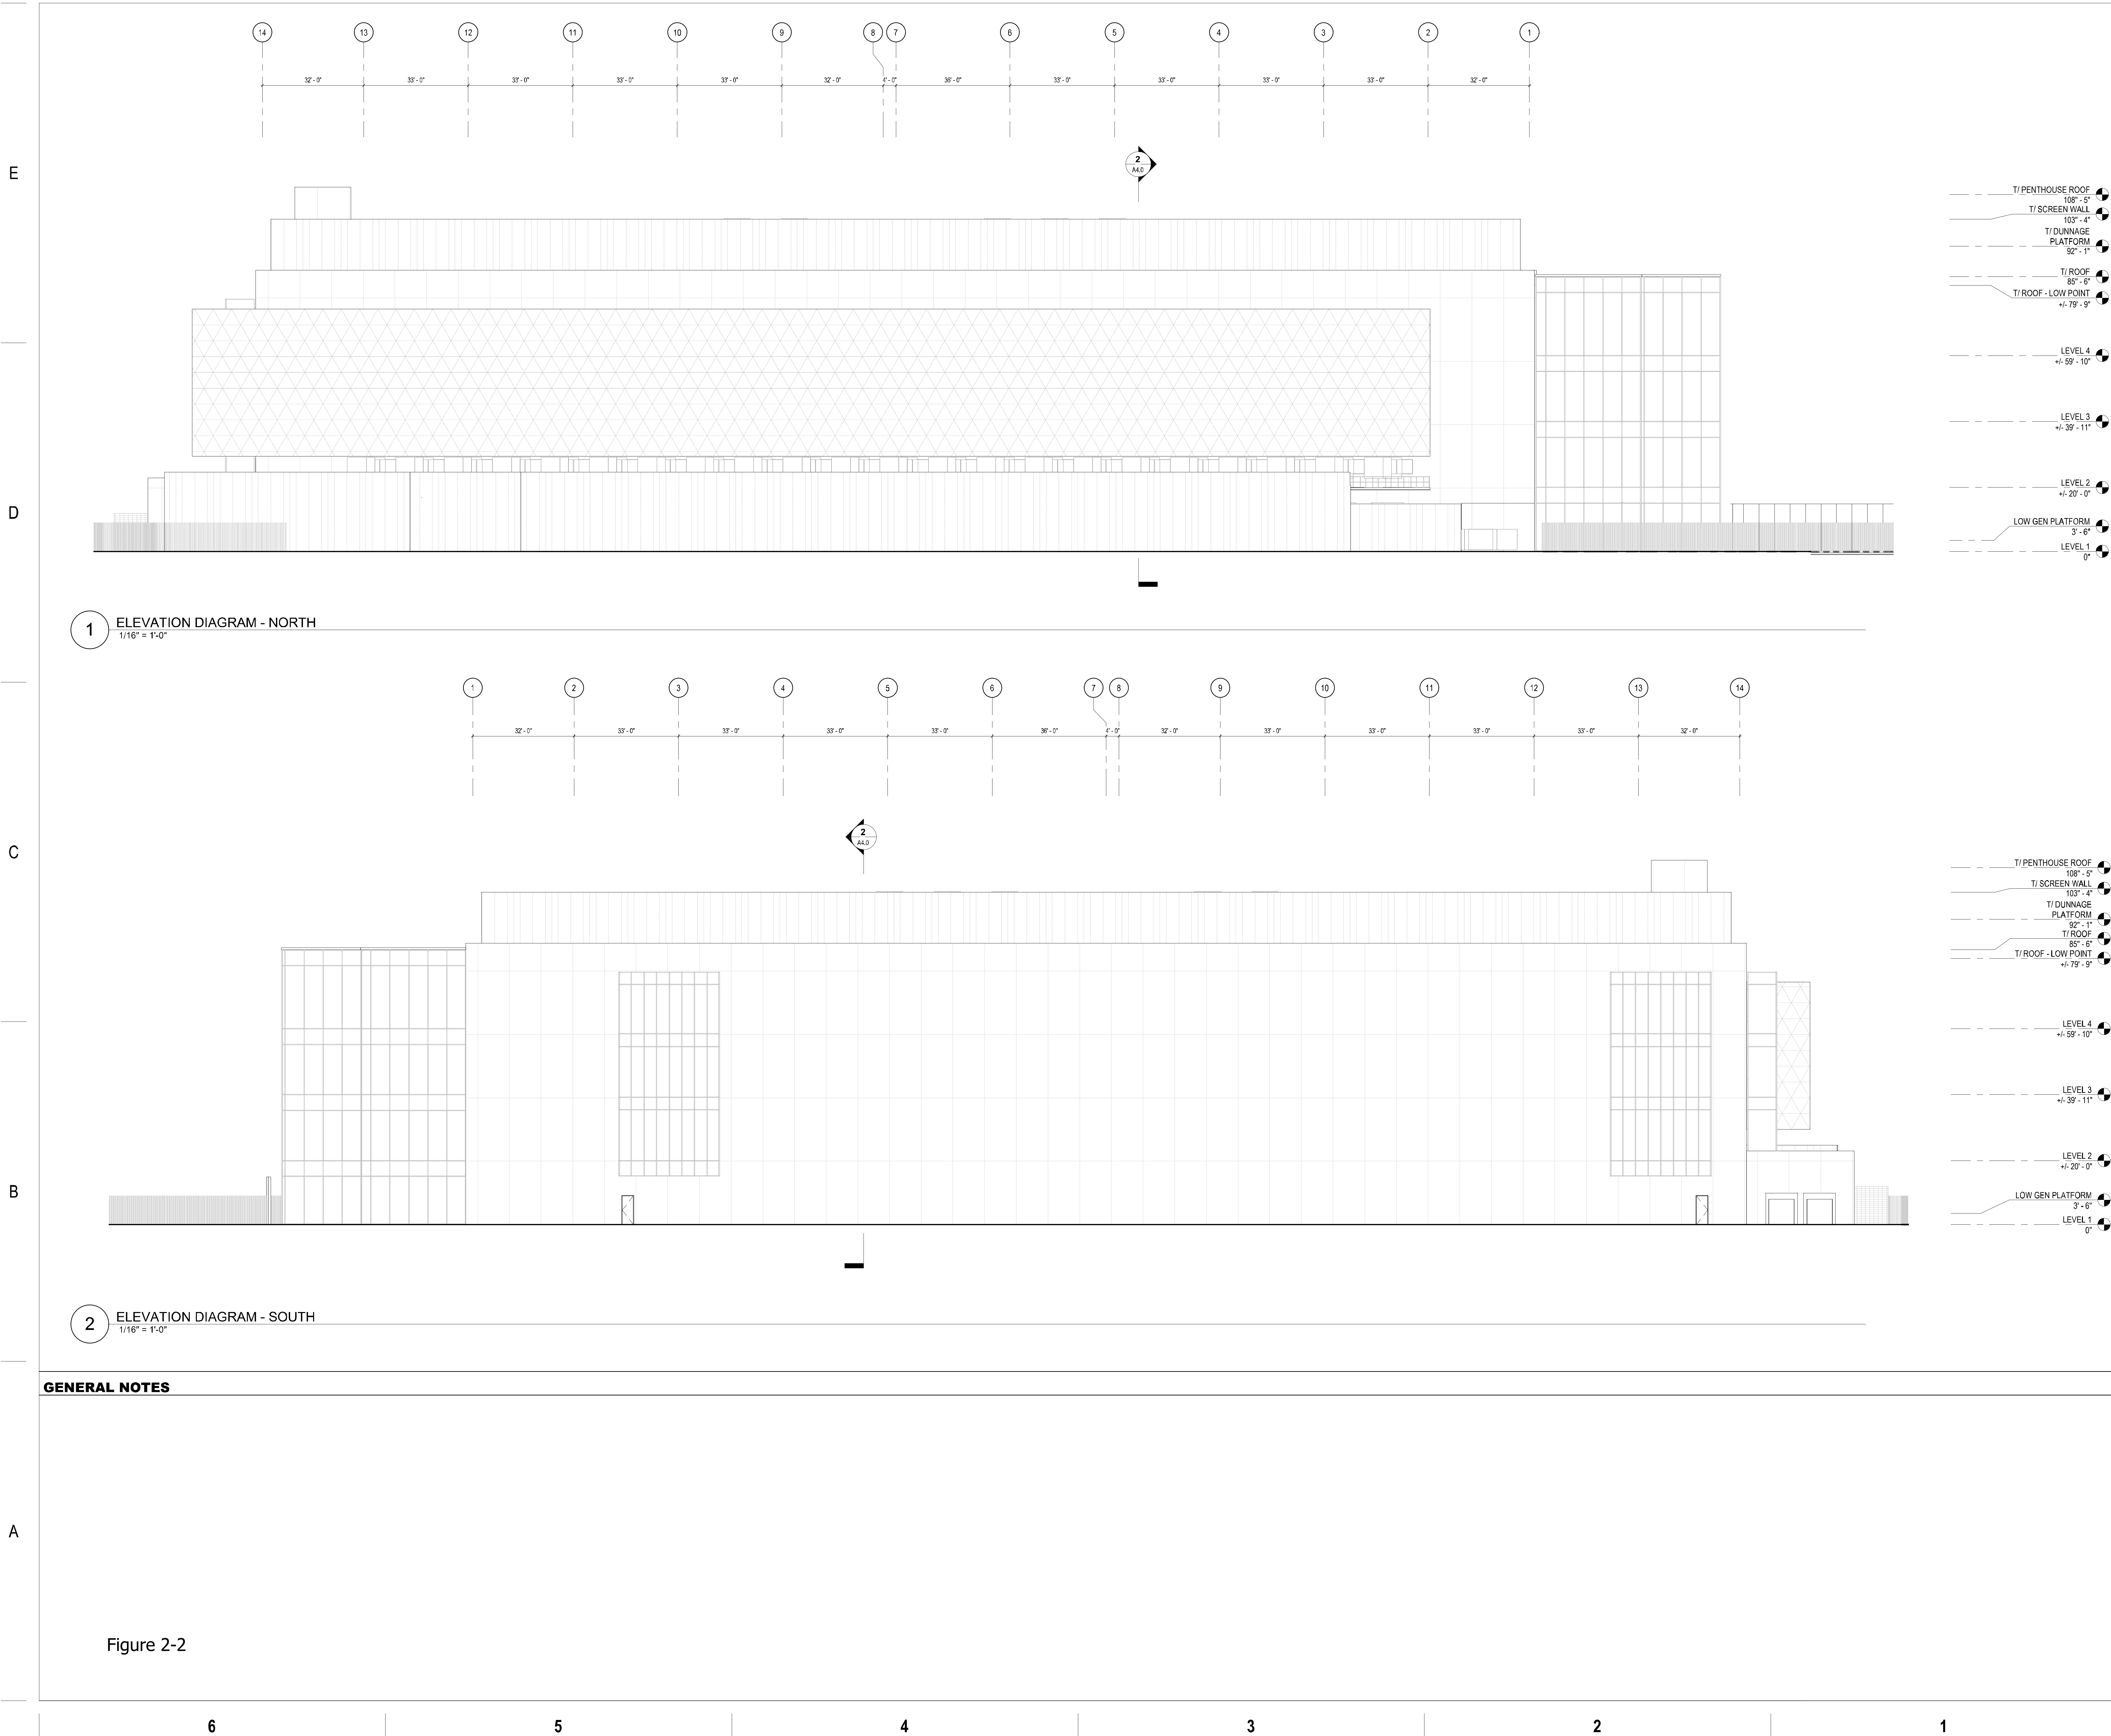 14 13 12 11 10 9 8 7 6 5 4 3 2 1
32' - 0" 33' - 0" 33' - 0" 33' - 0" 33' - 0" 32' - 0" 4' - 0" 36' - 0" 33' - 0" 33' - 0" 33' - 0" 33' - 0" 32' - 0"
2
A4.0
E
T/ PENTHOUSE ROOF
108" - 5"
T/ SCREEN WALL
103" - 4"
T/ DUNNAGE
PLATFORM
92" - 1"
T/ ROOF
85" - 6"
T/ ROOF - LOW POINT
+/- 79' - 9"
LEVEL 4
+/- 59' - 10"
LEVEL 3
+/- 39' - 11"
LEVEL 2
+/- 20' - 0"
D
LOW GEN PLATFORM
3' - 6"
LEVEL 1
0"
1
ELEVATION DIAGRAM - NORTH
1/16" = 1'-0"
1 2 3 4 5 6 7 8 9 10 11 12 13 14
32' - 0" 33' - 0" 33' - 0" 33' - 0" 33' - 0" 36' - 0" 4' - 0" 32' - 0" 33' - 0" 33' - 0" 33' - 0" 33' - 0" 32' - 0"
2
A4.0
C
T/ PENTHOUSE ROOF
108" - 5"
T/ SCREEN WALL
103" - 4"
T/ DUNNAGE
PLATFORM
92" - 1"
T/ ROOF
85" - 6"
T/ ROOF - LOW POINT
+/- 79' - 9"
LEVEL 4
+/- 59' - 10"
LEVEL 3
+/- 39' - 11"
LEVEL 2
+/- 20' - 0"
B
LOW GEN PLATFORM
3' - 6"
LEVEL 1
0"
2
ELEVATION DIAGRAM - SOUTH
1/16" = 1'-0"
GENERAL NOTES
A
Figure 2-2
6 5 4 3 2 1